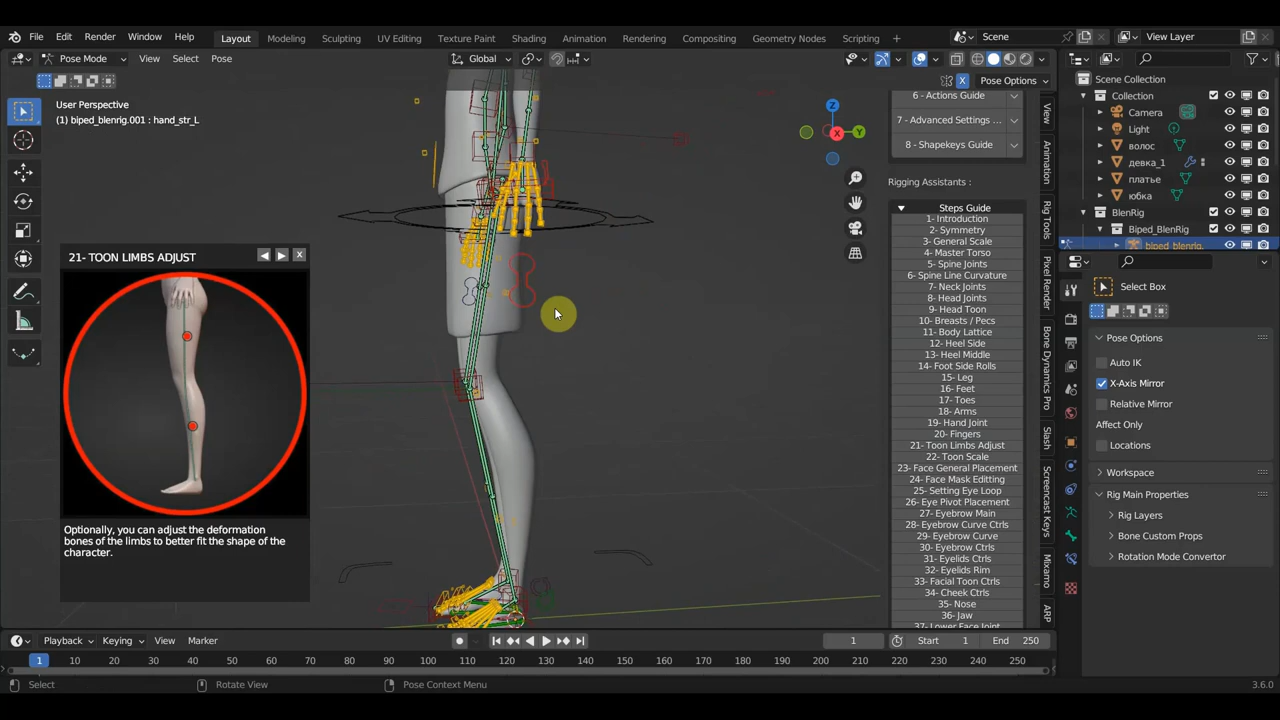 File Edit Render Window Help Layout Modeling Sculpting UV Editing Texture Paint Shading Animation Rendering Compositing Geometry Nodes Scripting + Scene View Layer
Pose Mode View Select Pose Global
X Pose Options
User Perspective
(1) biped_blenrig.001 : hand_str_L
Z
X
Y
6 - Actions Guide
7 - Advanced Settings ...
8 - Shapekeys Guide
Rigging Assistants :
Steps Guide
1- Introduction
2- Symmetry
3- General Scale
4- Master Torso
5- Spine Joints
6- Spine Line Curvature
7- Neck Joints
8- Head Joints
9- Head Toon
10- Breasts / Pecs
11- Body Lattice
12- Heel Side
13- Heel Middle
14- Foot Side Rolls
15- Leg
16- Feet
17- Toes
18- Arms
19- Hand Joint
20- Fingers
21- Toon Limbs Adjust
22- Toon Scale
23- Face General Placement
24- Face Mask Editing
25- Setting Eye Loop
26- Eye Pivot Placement
27- Eyebrow Main
28- Eyebrow Curve Ctrls
29- Eyebrow Curve
30- Eyebrow Ctrls
31- Eyelids Ctrls
32- Eyelids Rim
33- Facial Toon Ctrls
34- Cheek Ctrls
35- Nose
36- Jaw
37- Lower Face Joint
View
Animation
Rig Tools
Pixel Render
Bone Dynamics Pro
Slash
Screencast Keys
Mixamo
ARP
Scene Collection
Collection
Camera
Light
волос
девка_1
платье
юбка
BlenRig
Biped_BlenRig
biped_blenrig.
Select Box
Pose Options
Auto IK
X-Axis Mirror
Relative Mirror
Affect Only
Locations
Workspace
Rig Main Properties
Rig Layers
Bone Custom Props
Rotation Mode Convertor
21- TOON LIMBS ADJUST
Optionally, you can adjust the deformation
bones of the limbs to better fit the shape of the
character.
Playback Keying View Marker 1 Start 1 End 250
1 10 20 30 40 50 60 70 80 90 100 110 120 130 140 150 160 170 180 190 200 210 220 230 240 250
Select Rotate View Pose Context Menu 3.6.0